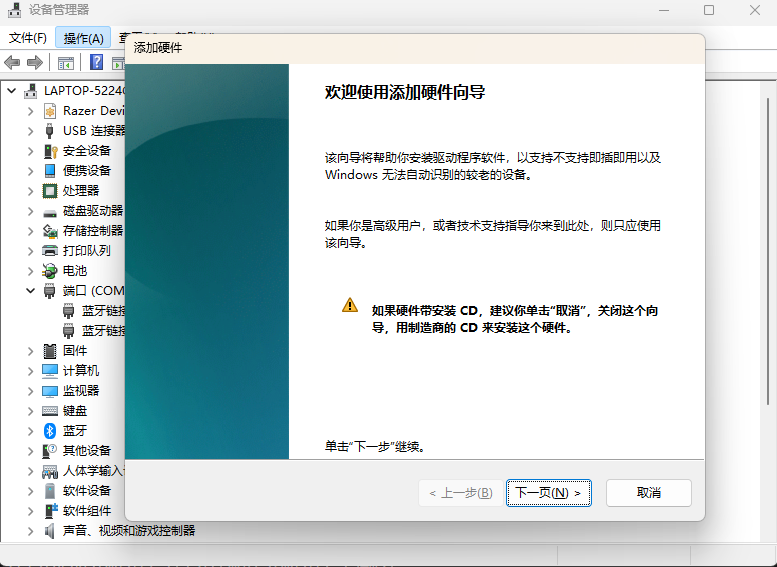 设备管理器
文件(F)
操作(A)
添加硬件
LAPTOP-5224
Razer Devi
USB 连接器
安全设备
便携设备
处理器
磁盘驱动器
存储控制器
打印队列
电池
端口 (COM
蓝牙链接
蓝牙链接
固件
计算机
监视器
键盘
蓝牙
其他设备
人体学输入
软件设备
软件组件
声音、视频和游戏控制器
欢迎使用添加硬件向导
该向导将帮助你安装驱动程序软件，以支持不支持即插即用以及
Windows 无法自动识别的较老的设备。
如果你是高级用户，或者技术支持指导你来到此处，则只应使用
该向导。
如果硬件带安装 CD，建议你单击“取消”，关闭这个向
导，用制造商的 CD 来安装这个硬件。
单击“下一步”继续。
< 上一步(B)
下一页(N) >
取消